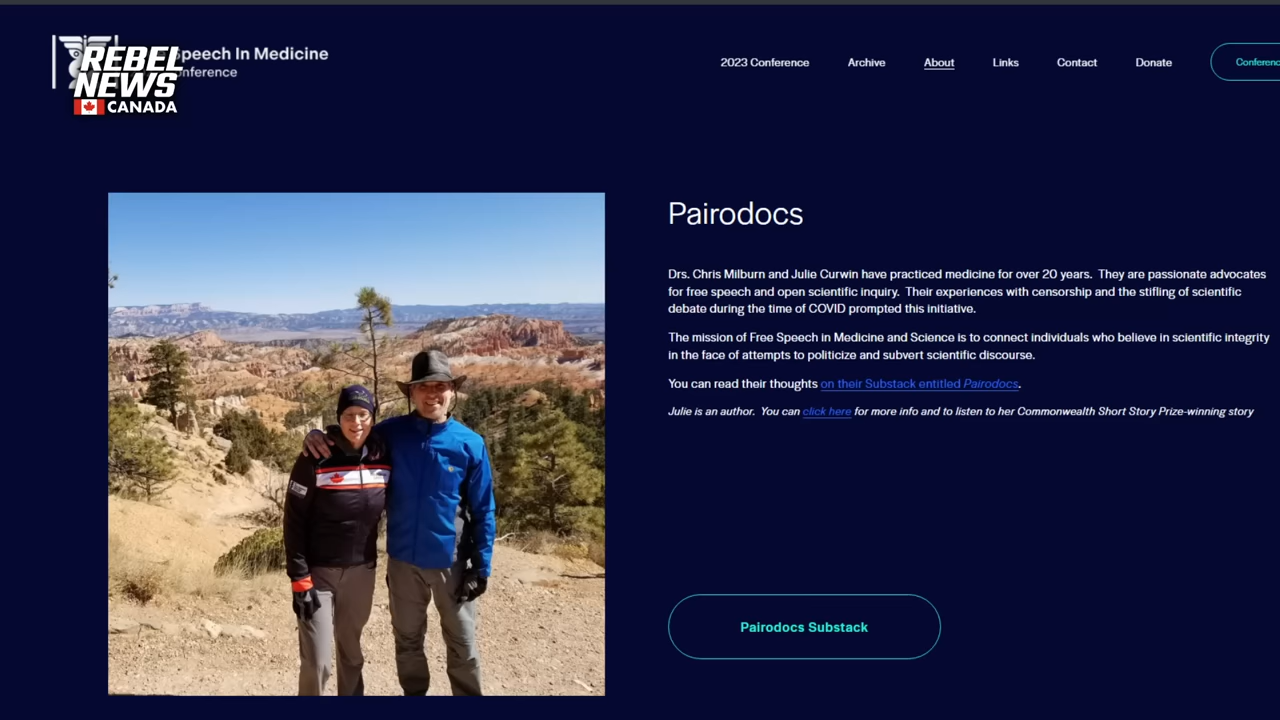 REBEL
NEWS
CANADA
Speech In Medicine
nference
2023 Conference
Archive
About
Links
Contact
Donate
Pairodocs
Drs. Chris Milburn and Julie Curwin have practiced medicine for over 20 years. They are passionate advocates
for free speech and open scientific inquiry. Their experiences with censorship and the stifling of scientific
debate during the time of COVID prompted this initiative.
The mission of Free Speech in Medicine and Science is to connect individuals who believe in scientific integrity
in the face of attempts to politicize and subvert scientific discourse.
You can read their thoughts on their Substack entitled Pairodocs.
Julie is an author. You can click here for more info and to listen to her Commonwealth Short Story Prize-winning story
Pairodocs Substack